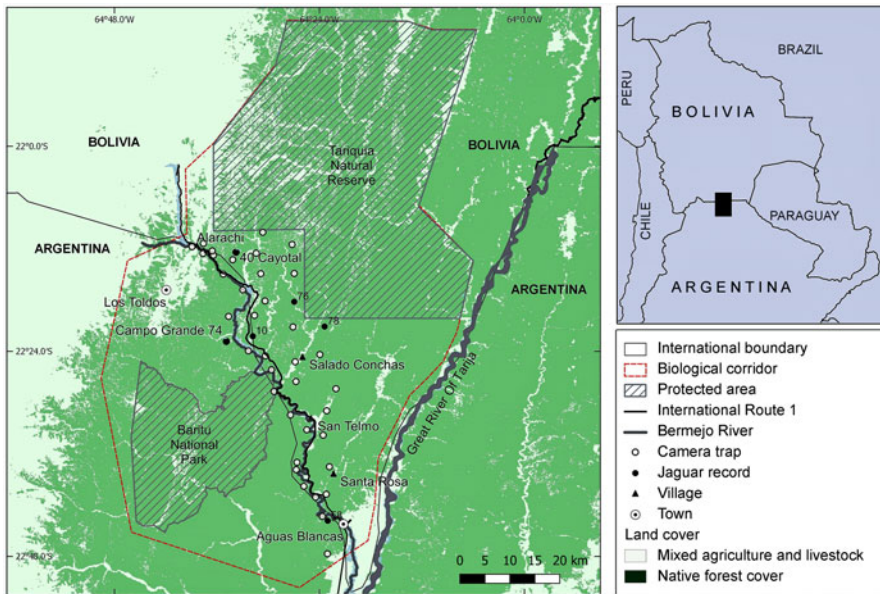 64°48'W
64°24'W
64°0'W
22°0.0'S
22°24'S
BOLIVIA
BOLIVIA
Tariquia
Natural
Reserve
ARGENTINA
ARGENTINA
Alarachi
40 Cayotal
Los Toldos
76
Campo Grande 74
10
78
Salado Conchas
Baritu
National
Park
San Telmo
Santa Rosa
Aguas Blancas
Great River Of Tarija
0 5 10 15 20 km
PERU
BRAZIL
BOLIVIA
CHILE
PARAGUAY
ARGENTINA
International boundary
Biological corridor
Protected area
International Route 1
Bermejo River
Camera trap
Jaguar record
Village
Town
Land cover
Mixed agriculture and livestock
Native forest cover